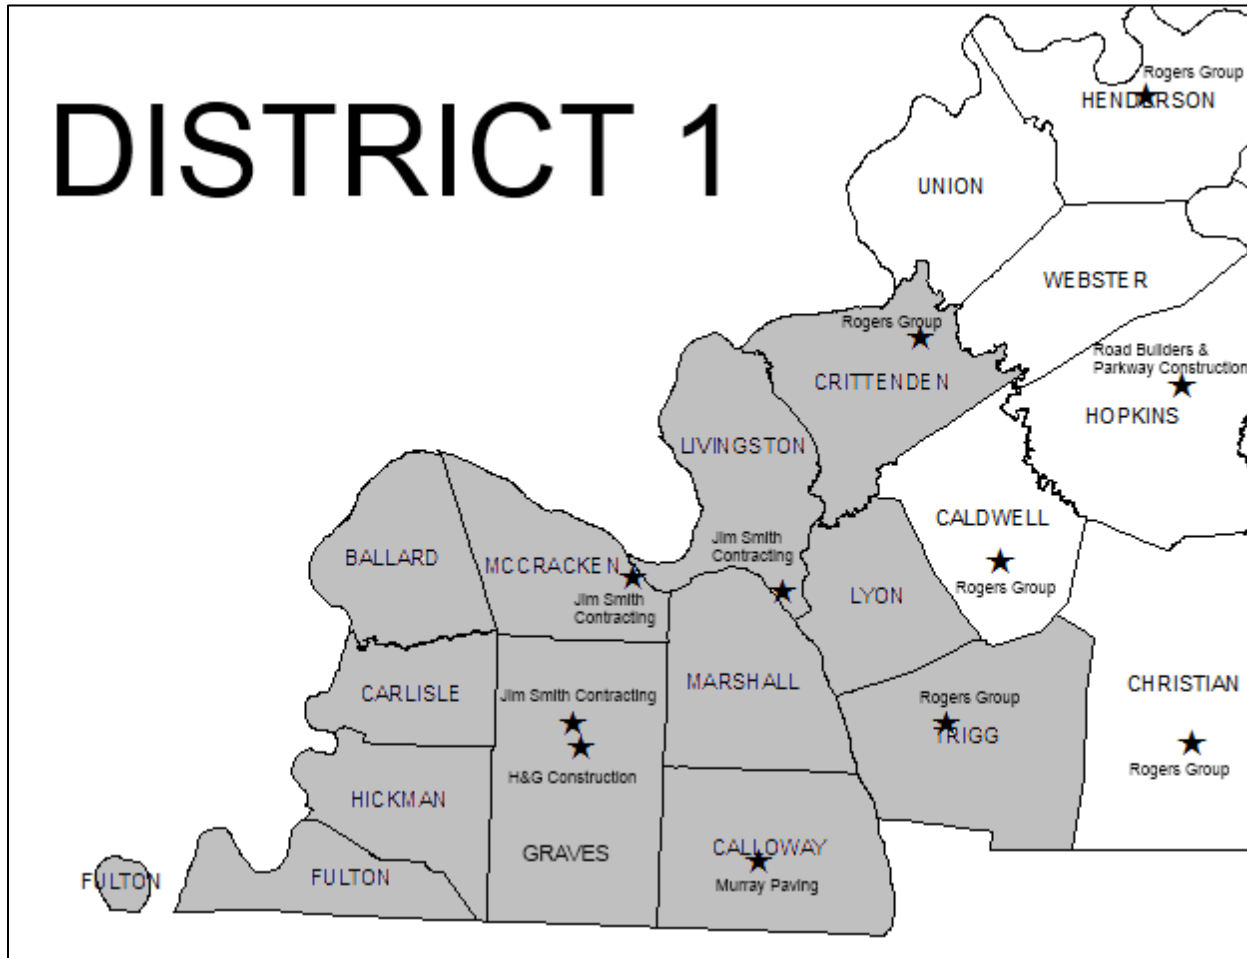 DISTRICT 1
Rogers Group
HENDERSON
UNION
WEBSTER
Rogers Group
Road Builders &
Parkway Construction
CRITTENDEN
HOPKINS
LIVINGSTON
CALDWELL
Jim Smith
Contracting
BALLARD
MCCRACKEN
Rogers Group
LYON
Jim Smith
Contracting
MARSHALL
CHRISTIAN
CARLISLE
Jim Smith Contracting
Rogers Group
TRIGG
Rogers Group
H&G Construction
HICKMAN
CALLOWAY
GRAVES
FULTON
FULTON
Murray Paving